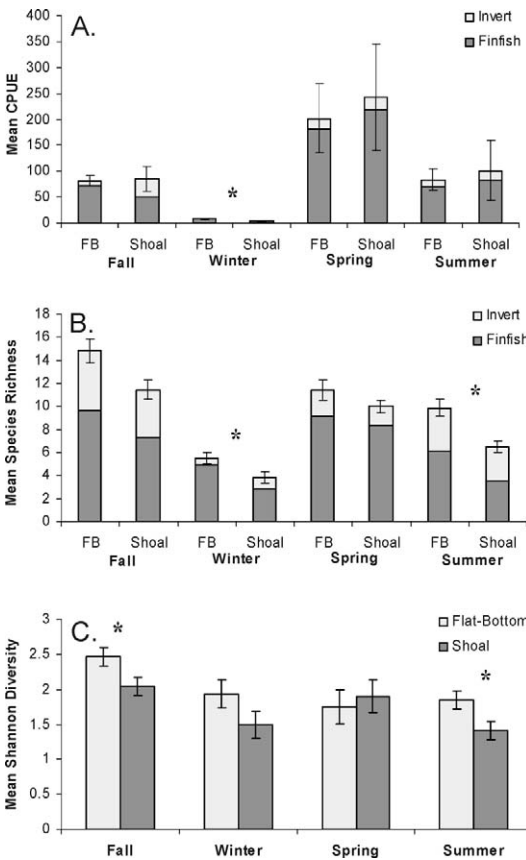 A.
Invert
Finfish
Mean CPUE
400
350
300
250
200
150
100
50
0
*
FB Shoal FB Shoal FB Shoal FB Shoal
Fall Winter Spring Summer
B.
Invert
Finfish
Mean Species Richness
18
16
14
12
10
8
6
4
2
0
*
*
FB Shoal FB Shoal FB Shoal FB Shoal
Fall Winter Spring Summer
C.
Flat-Bottom
Shoal
Mean Shannon Diversity
3
2.5
2
1.5
1
0.5
0
*
*
Fall Winter Spring Summer